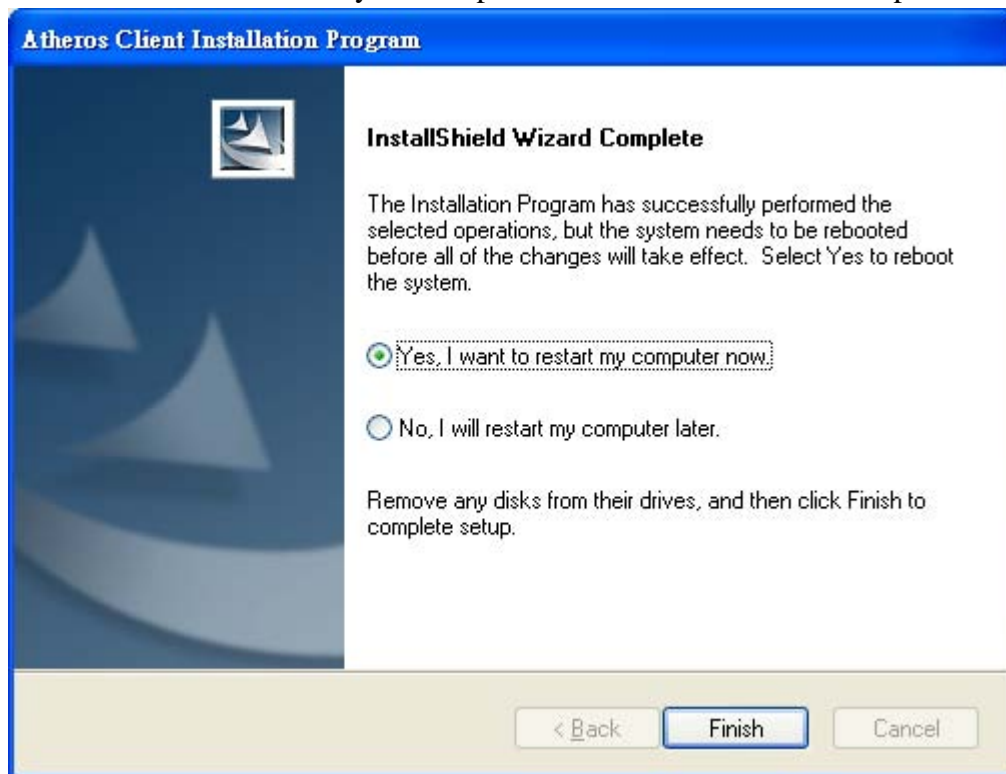 Atheros Client Installation Program
InstallShield Wizard Complete
The Installation Program has successfully performed the
selected operations, but the system needs to be rebooted
before all of the changes will take effect.  Select Yes to reboot
the system.
Yes, I want to restart my computer now.
No, I will restart my computer later.
Remove any disks from their drives, and then click Finish to
complete setup.
< Back
Finish
Cancel